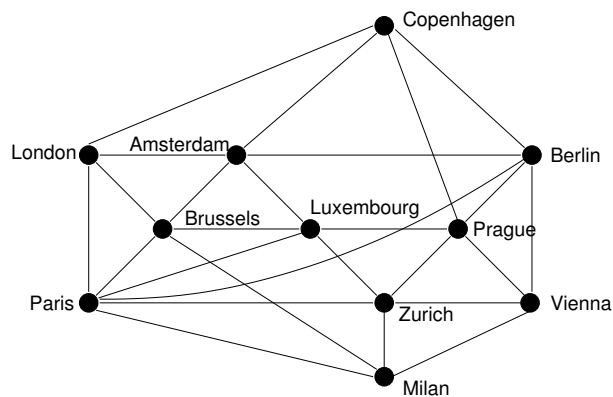 Copenhagen
London
Amsterdam
Berlin
Brussels
Luxembourg
Prague
Paris
Zurich
Vienna
Milan